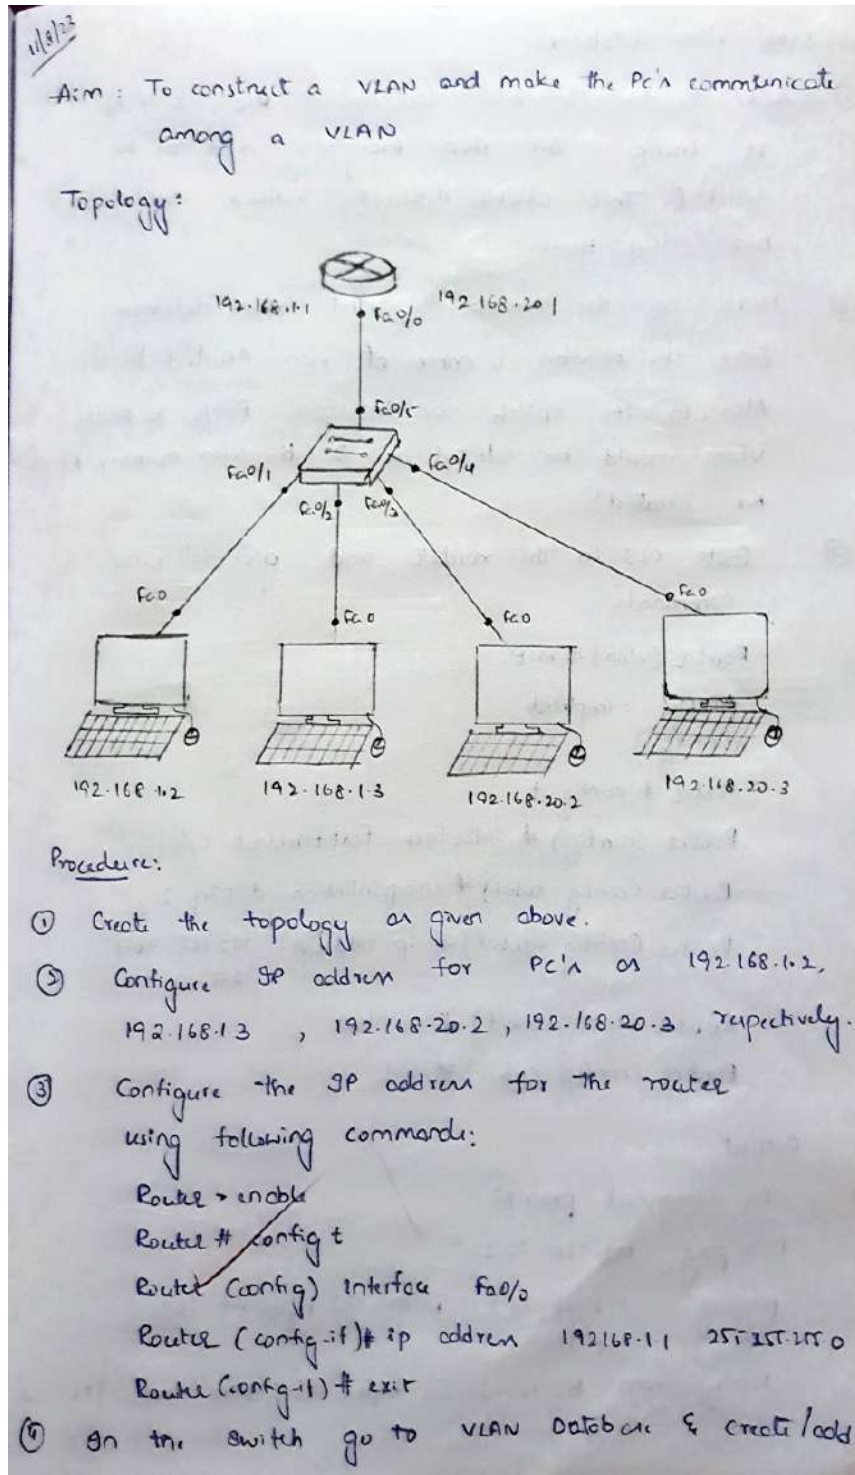 11/8/23
Aim: To construct a VLAN and make the PC's communicate
among a VLAN
Topology:
192.168.1.1 Fa0/0 192.168.20.1
Fa0/5
Fa0/1 Fa0/2 Fa0/3 Fa0/4
Fa0 Fa0 Fa0 Fa0
192.168.1.2 192.168.1.3 192.168.20.2 192.168.20.3
Procedure:
① Create the topology as given above.
② Configure IP address for PC's as 192.168.1.2,
192.168.1.3 , 192.168.20.2 , 192.168.20.3 , respectively.
③ Configure the IP address for the router
using following commands:
Router > enable
Router # config t
Router (config) interface fa0/0
Router (config-if)# ip address 192.168.1.1 255.255.255.0
Router (config-if) # exit
④ In the switch go to VLAN Database & create/add